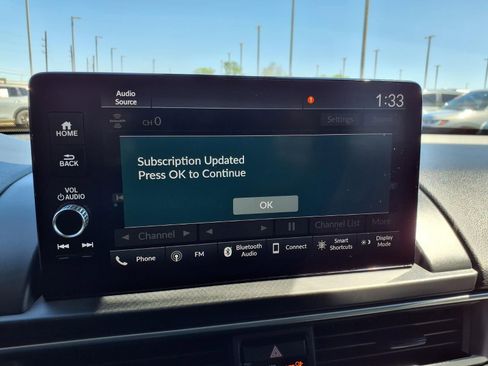 Audio
Source
1:33
HOME
CH 0
Settings
Sound
BACK
Subscription Updated
Press OK to Continue
VOL
AUDIO
OK
Channel
Channel List
More
Phone
FM
Bluetooth
Audio
Connect
Smart
Shortcuts
Display
Mode